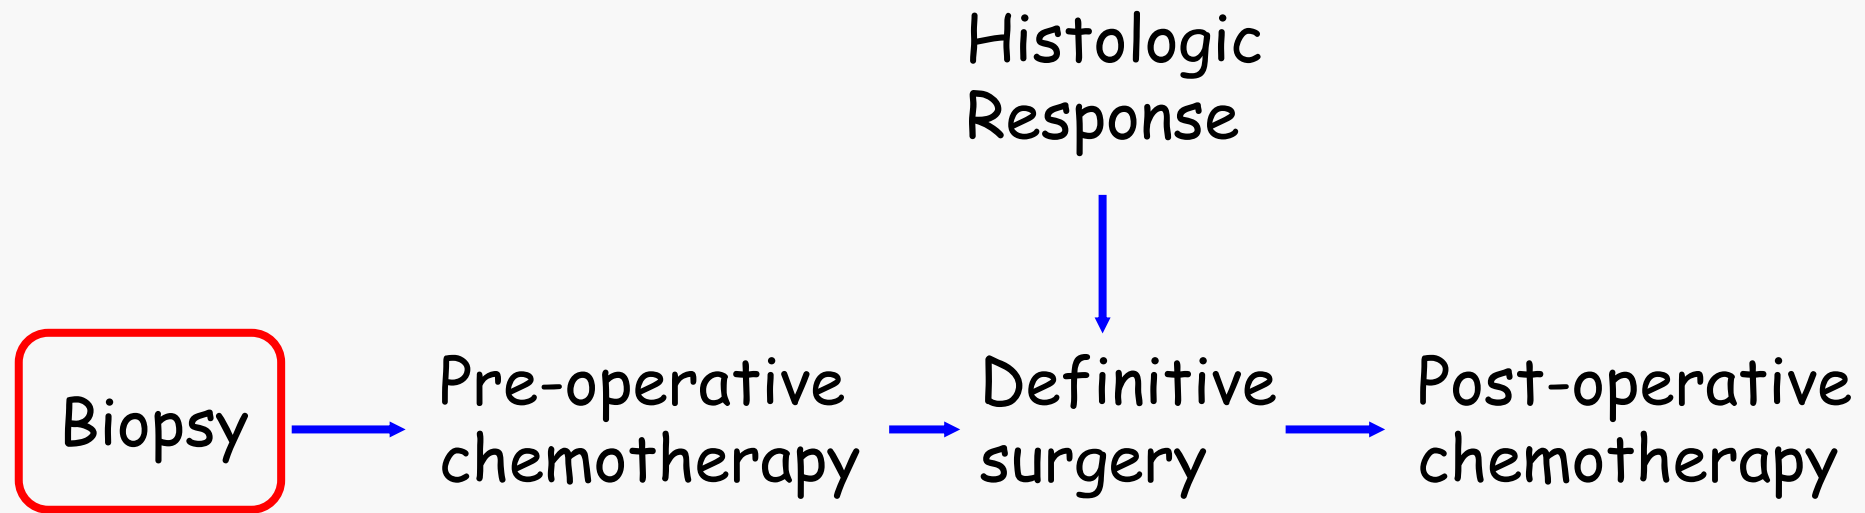 Histologic
Response
Biopsy
Pre-operative
chemotherapy
Definitive
surgery
Post-operative
chemotherapy